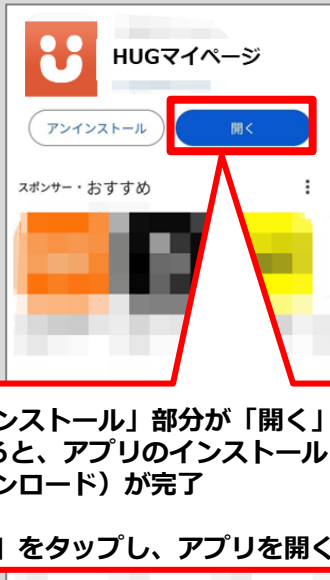 HUGマイページ
アンインストール
開く
スポンサー・おすすめ
ンストール」部分が「開く」
ると、アプリのインストール
ンロード）が完了
」をタップし、アプリを開く